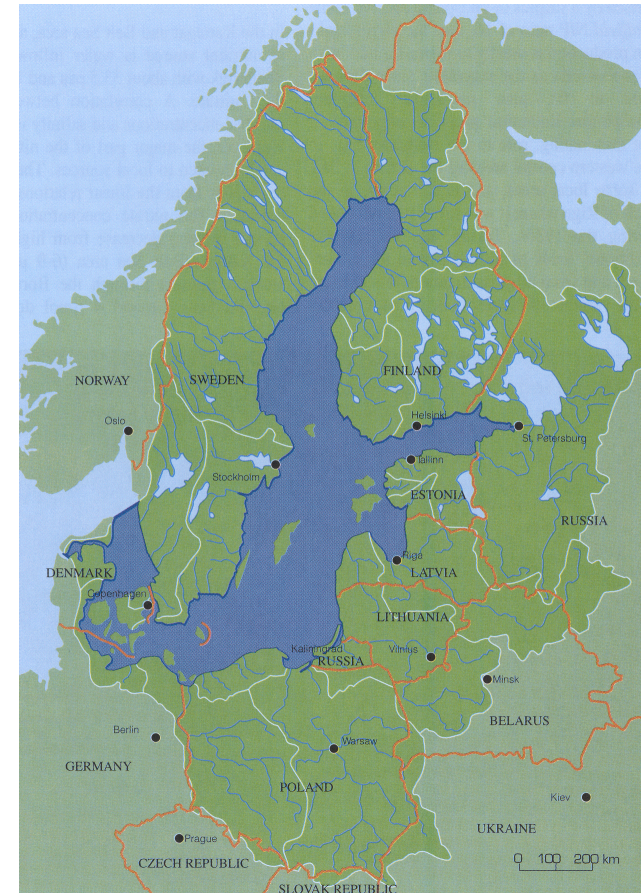 NORWAY
SWEDEN
FINLAND
Oslo
Helsinki
St. Petersburg
Stockholm
Tallinn
ESTONIA
RUSSIA
Riga
DENMARK
LATVIA
Copenhagen
LITHUANIA
Kaliningrad
RUSSIA
Vilnius
Minsk
BELARUS
Berlin
Warsaw
GERMANY
POLAND
Kiev
UKRAINE
Prague
CZECH REPUBLIC
0 100 200 km
SLOVAK REPUBLIC